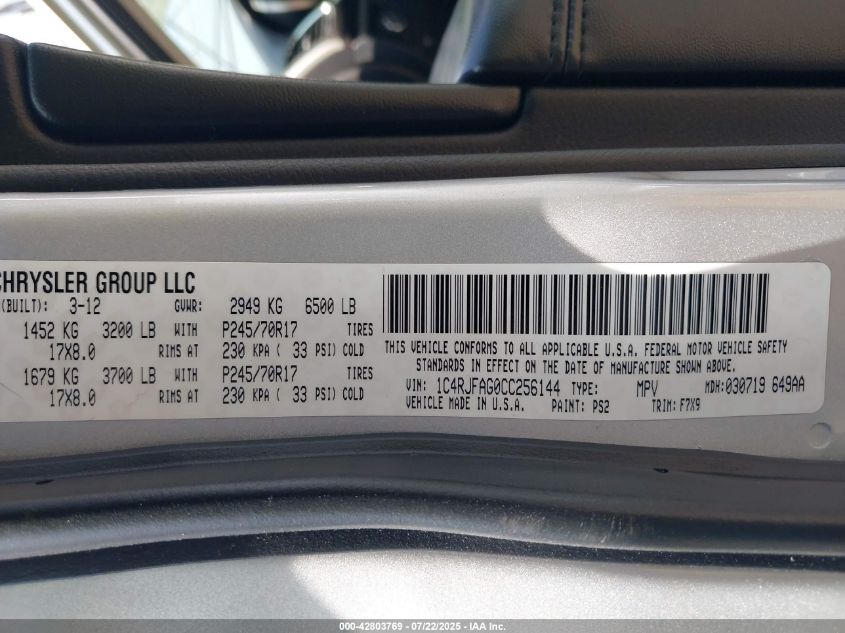 CHRYSLER GROUP LLC
(BUILT): 3-12 GVWR: 2949 KG 6500 LB
1452 KG 3200 LB WITH P245/70R17 TIRES
17X8.0 RIMS AT 230 KPA ( 33 PSI) COLD
1679 KG 3700 LB WITH P245/70R17 TIRES
17X8.0 RIMS AT 230 KPA ( 33 PSI) COLD
THIS VEHICLE CONFORMS TO ALL APPLICABLE U.S.A. FEDERAL MOTOR VEHICLE SAFETY
STANDARDS IN EFFECT ON THE DATE OF MANUFACTURE SHOWN ABOVE.
VIN: 1C4RJFAG0CC256144 TYPE: MPV MDH:030719 649AA
VEHICLE MADE IN U.S.A. PAINT: PS2 TRIM: F7X9
000-42803769 - 07/22/2025 - IAA Inc.